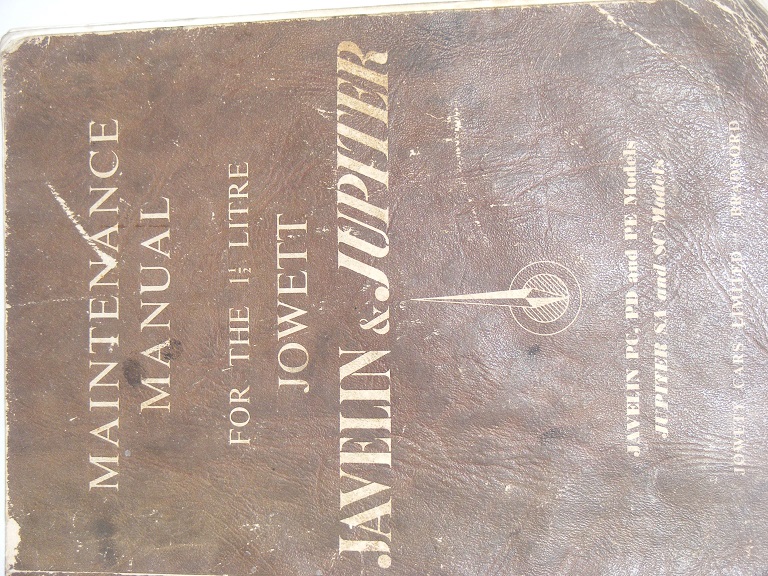 MAINTENANCE
MANUAL
FOR THE 1½ LITRE
JOWETT
JAVELIN & JUPITER
JAVELIN PC, PD and PE Models
JUPITER SA and SC Models
JOWETT CARS LIMITED BRADFORD